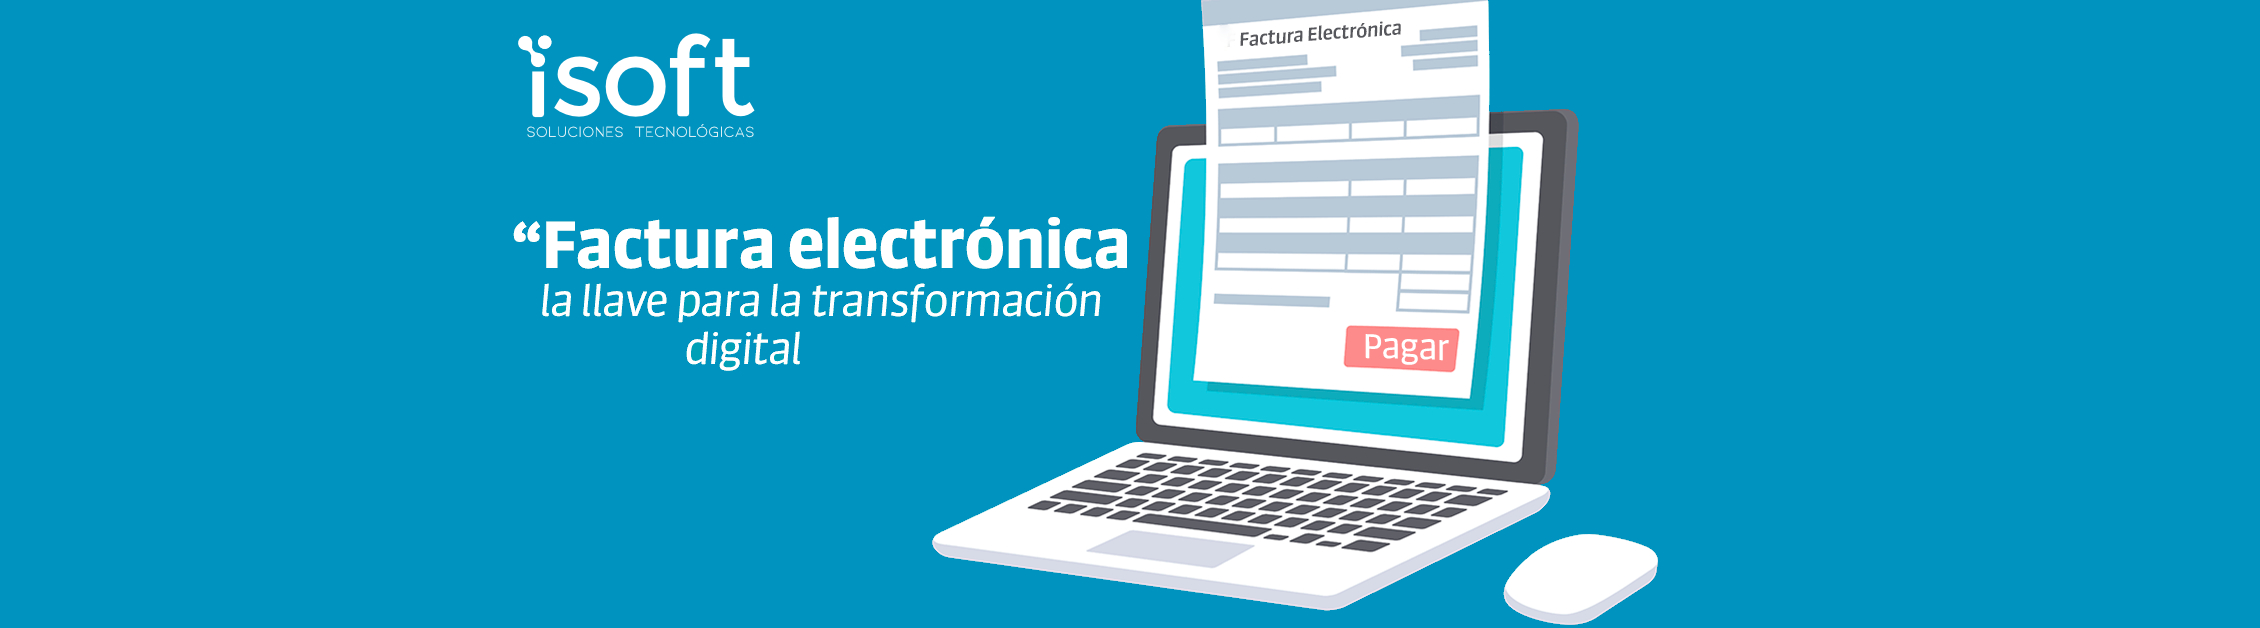 isoft
SOLUCIONES TECNOLÓGICAS
“Factura electrónica
la llave para la transformación
digital
Factura Electrónica
Pagar